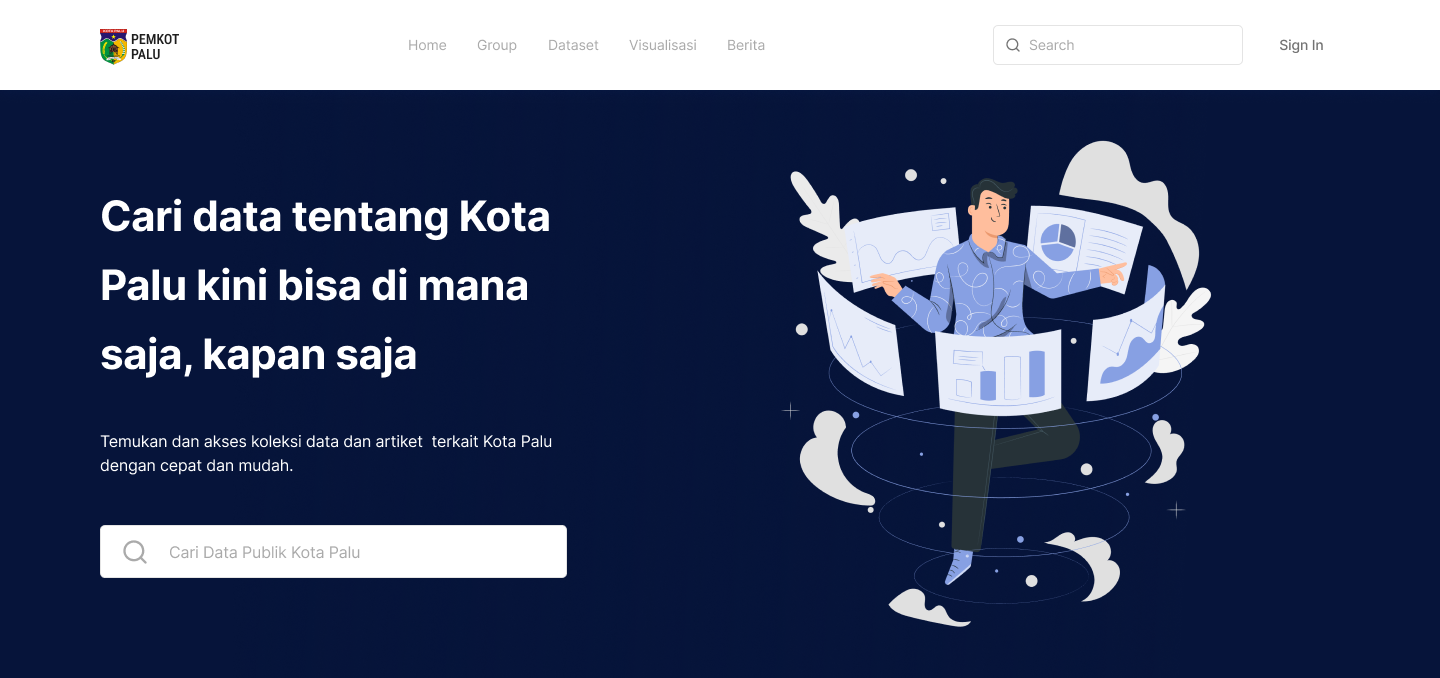 KOTA PALU
PEMKOT
PALU
Home Group Dataset Visualisasi Berita
Search
Sign In
Cari data tentang Kota
Palu kini bisa di mana
saja, kapan saja
Temukan dan akses koleksi data dan artiket  terkait Kota Palu
dengan cepat dan mudah.
Cari Data Publik Kota Palu